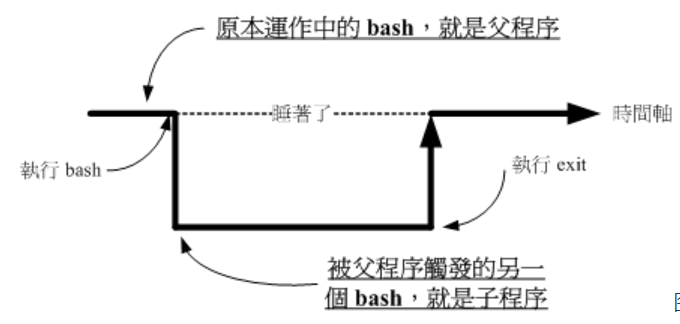 原本運作中的 bash，就是父程序
睡著了
時間軸
執行 bash
執行 exit
被父程序觸發的另一
個 bash，就是子程序